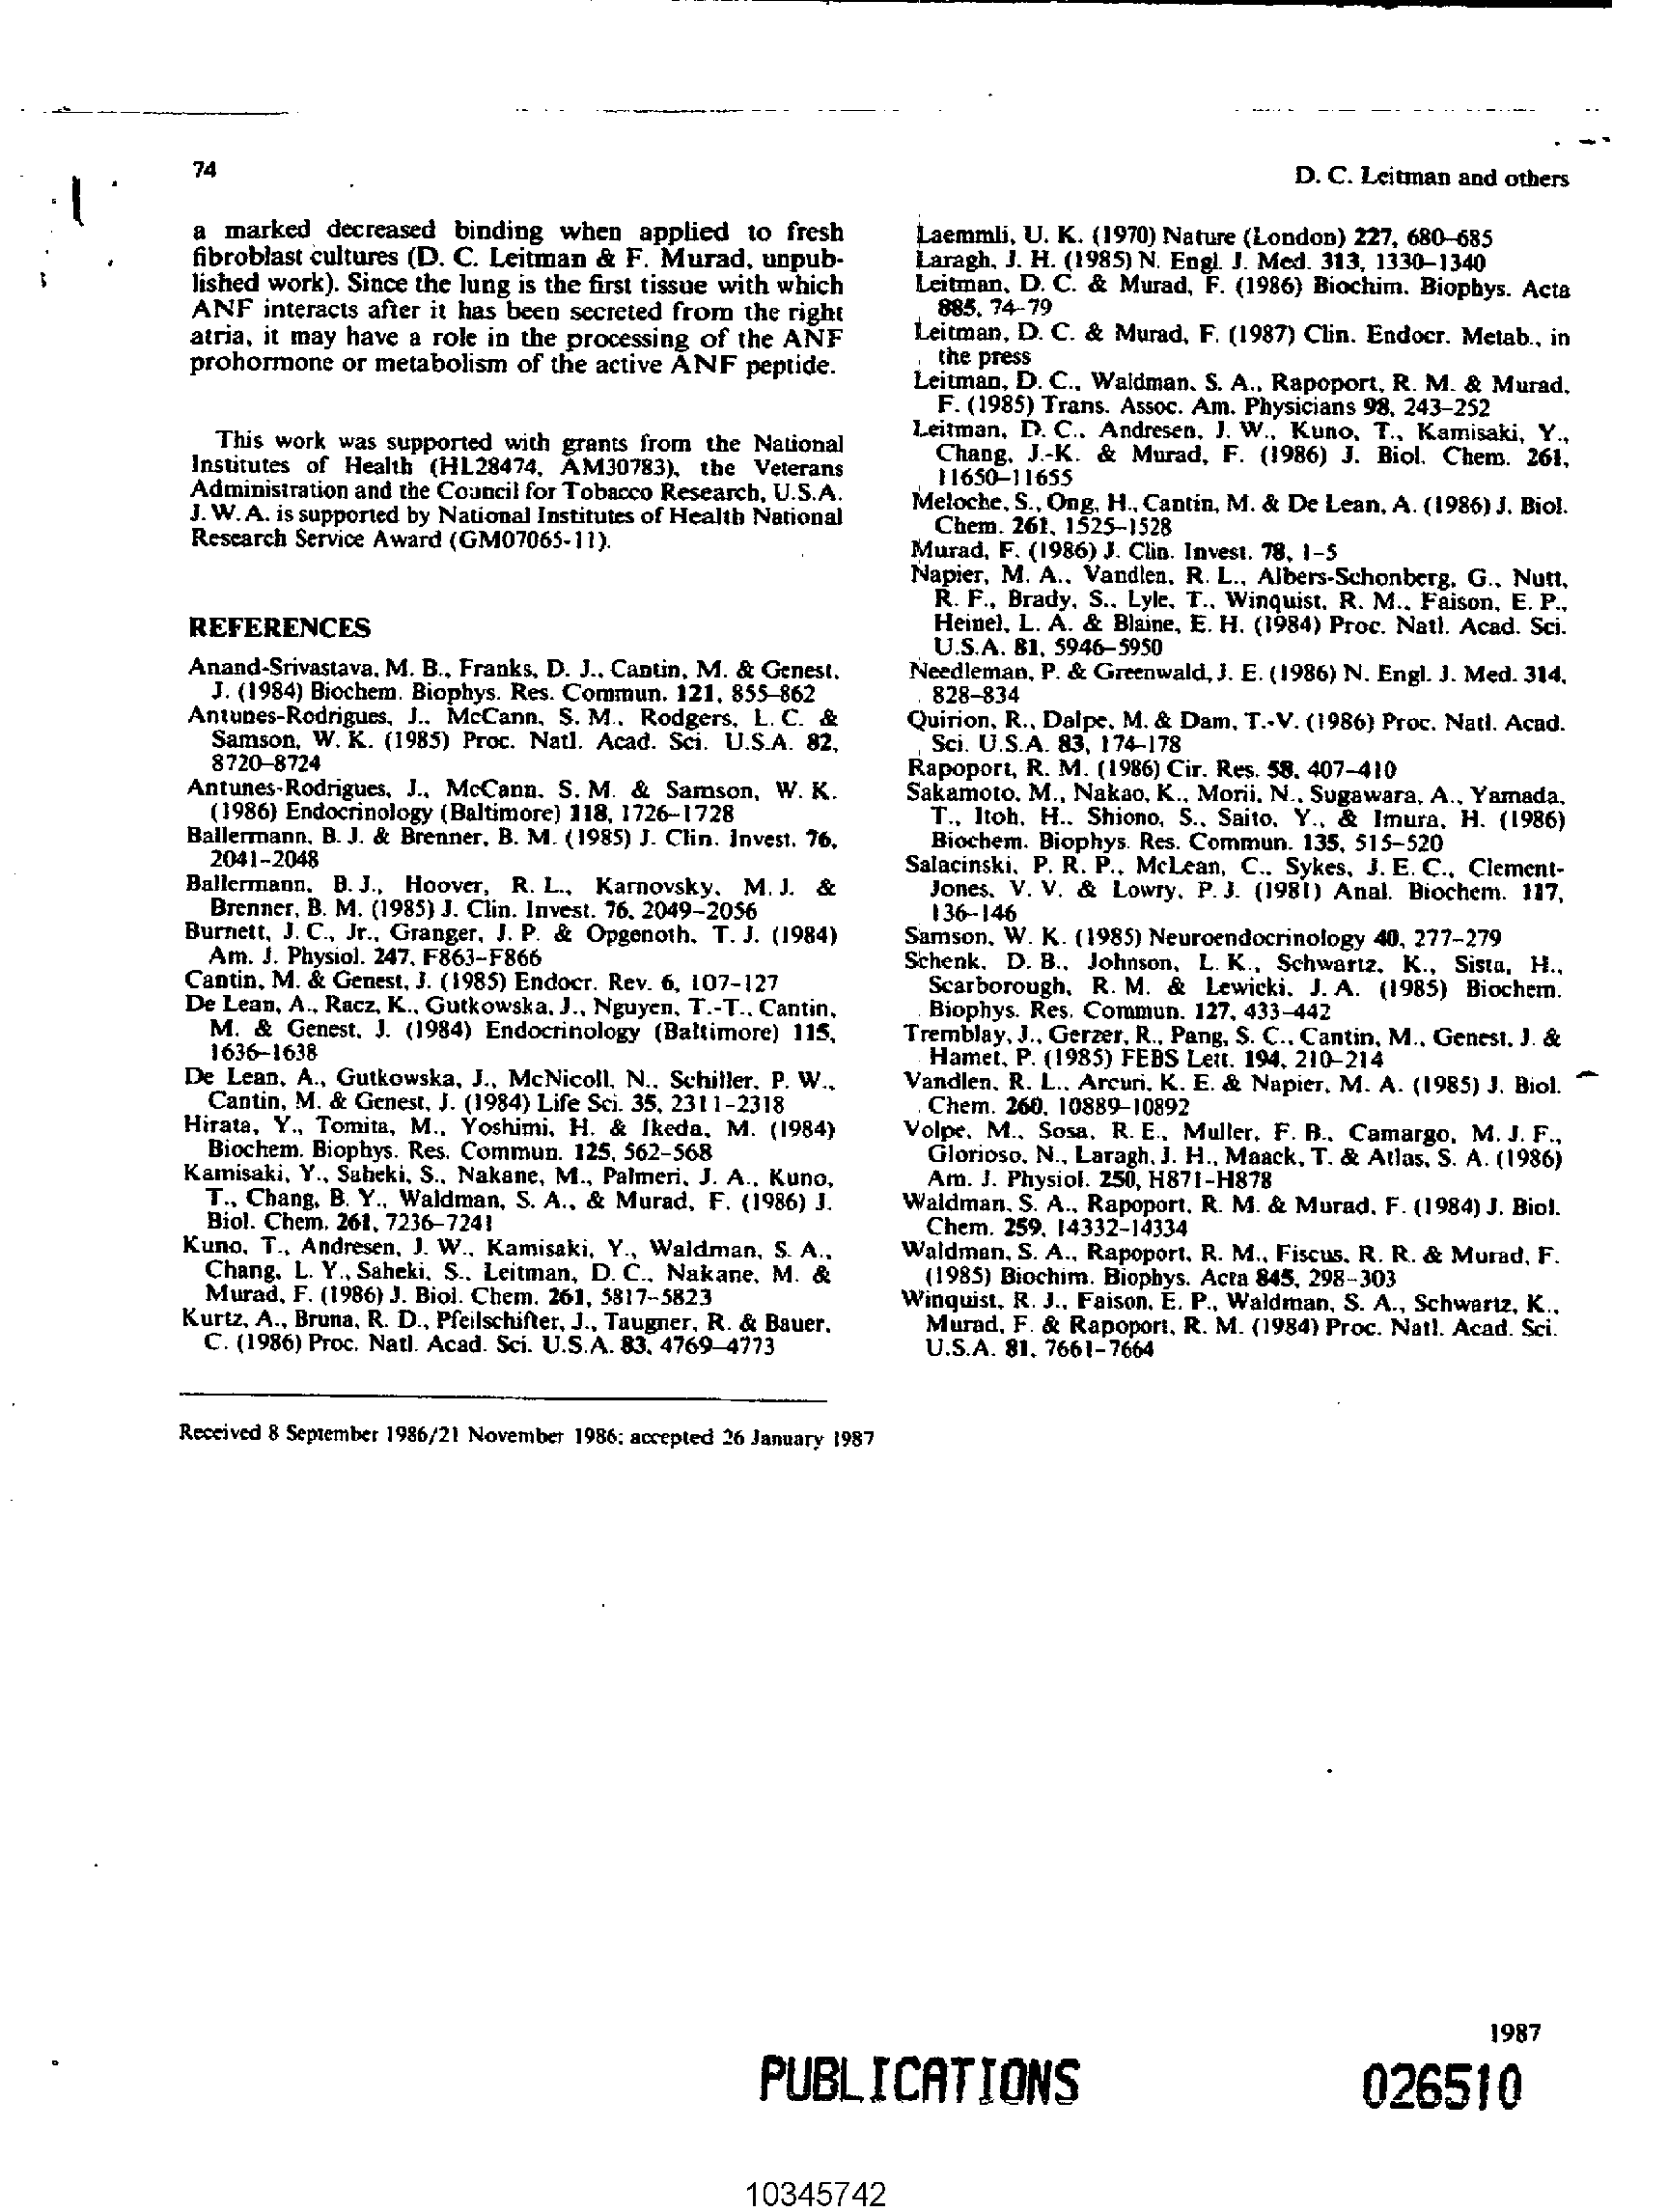 74
D. C. Leitman and others
a marked decreased binding when applied to fresh
fibroblast cultures (D. C. Leitman & F. Murad, unpub-
lished work). Since the lung is the first tissue with which
ANF interacts after it has been secreted from the right
atria, it may have a role in the processing of the ANF
prohormone or metabolism of the active ANF peptide.
This work was supported with grants from the National
Institutes of Health (HL28474, AM30783), the Veterans
Administration and the Council for Tobacco Research, U.S.A.
J. W. A. is supported by National Institutes of Health National
Research Service Award (GM07065-11).
REFERENCES
Anand-Srivastava, M. B., Franks, D. J., Cantin, M. & Genest,
J. (1984) Biochem. Biophys. Res. Commun. 121, 855–862
Antunes-Rodrigues, J., McCann, S. M., Rodgers, L. C. &
Samson, W. K. (1985) Proc. Natl. Acad. Sci. U.S.A. 82,
8720–8724
Antunes-Rodrigues, J., McCann, S. M. & Samson, W. K.
(1986) Endocrinology (Baltimore) 118, 1726–1728
Ballermann, B. J. & Brenner, B. M. (1985) J. Clin. Invest. 76,
2041–2048
Ballermann, B. J., Hoover, R. L., Karnovsky, M. J. &
Brenner, B. M. (1985) J. Clin. Invest. 76, 2049–2056
Burnett, J. C., Jr., Granger, J. P. & Opgenoth, T. J. (1984)
Am. J. Physiol. 247, F863–F866
Cantin, M. & Genest, J. (1985) Endocr. Rev. 6, 107–127
De Lean, A., Racz, K., Gutkowska, J., Nguyen, T.-T., Cantin,
M. & Genest, J. (1984) Endocrinology (Baltimore) 115,
1636–1638
De Lean, A., Gutkowska, J., McNicoll, N., Schiller, P. W.,
Cantin, M. & Genest, J. (1984) Life Sci. 35, 2311–2318
Hirata, Y., Tomita, M., Yoshimi, H. & Ikeda, M. (1984)
Biochem. Biophys. Res. Commun. 125, 562–568
Kamisaki, Y., Saheki, S., Nakane, M., Palmeri, J. A., Kuno,
T., Chang, B. Y., Waldman, S. A., & Murad, F. (1986) J.
Biol. Chem. 261, 7236–7241
Kuno, T., Andresen, J. W., Kamisaki, Y., Waldman, S. A.,
Chang, L. Y., Saheki, S., Leitman, D. C., Nakane, M. &
Murad, F. (1986) J. Biol. Chem. 261, 5817–5823
Kurtz, A., Bruna, R. D., Pfeilschifter, J., Taugner, R. & Bauer,
C. (1986) Proc. Natl. Acad. Sci. U.S.A. 83, 4769–4773
Laemmli, U. K. (1970) Nature (London) 227, 680–685
Laragh, J. H. (1985) N. Engl. J. Med. 313, 1330–1340
Leitman, D. C. & Murad, F. (1986) Biochim. Biophys. Acta
885, 74–79
Leitman, D. C. & Murad, F. (1987) Clin. Endocr. Metab., in
the press
Leitman, D. C., Waldman, S. A., Rapoport, R. M. & Murad,
F. (1985) Trans. Assoc. Am. Physicians 98, 243–252
Leitman, D. C., Andresen, J. W., Kuno, T., Kamisaki, Y.,
Chang, J.-K. & Murad, F. (1986) J. Biol. Chem. 261,
11650–11655
Meloche, S., Ong, H., Cantin, M. & De Lean, A. (1986) J. Biol.
Chem. 261, 1525–1528
Murad, F. (1986) J. Clin. Invest. 78, 1–5
Napier, M. A., Vandlen, R. L., Albers-Schonberg, G., Nutt,
R. F., Brady, S., Lyle, T., Winquist, R. M., Faison, E. P.,
Heinel, L. A. & Blaine, E. H. (1984) Proc. Natl. Acad. Sci.
U.S.A. 81, 5946–5950
Needleman, P. & Greenwald, J. E. (1986) N. Engl. J. Med. 314,
828–834
Quirion, R., Dalpe, M. & Dam, T.-V. (1986) Proc. Natl. Acad.
Sci. U.S.A. 83, 174–178
Rapoport, R. M. (1986) Cir. Res. 58, 407–410
Sakamoto, M., Nakao, K., Morii, N., Sugawara, A., Yamada,
T., Itoh, H., Shiono, S., Saito, Y., & Imura, H. (1986)
Biochem. Biophys. Res. Commun. 135, 515–520
Salacinski, P. R. P., McLean, C., Sykes, J. E. C., Clement-
Jones, V. V. & Lowry, P. J. (1981) Anal. Biochem. 117,
136–146
Samson, W. K. (1985) Neuroendocrinology 40, 277–279
Schenk, D. B., Johnson, L. K., Schwartz, K., Sista, H.,
Scarborough, R. M. & Lewicki, J. A. (1985) Biochem.
Biophys. Res. Commun. 127, 433–442
Tremblay, J., Gerzer, R., Pang, S. C., Cantin, M., Genest, J. &
Hamet, P. (1985) FEBS Lett. 194, 210–214
Vandlen, R. L., Arcuri, K. E. & Napier, M. A. (1985) J. Biol.
Chem. 260, 10889–10892
Volpe, M., Sosa, R. E., Muller, F. B., Camargo, M. J. F.,
Glorioso, N., Laragh, J. H., Maack, T. & Atlas, S. A. (1986)
Am. J. Physiol. 250, H871–H878
Waldman, S. A., Rapoport, R. M. & Murad, F. (1984) J. Biol.
Chem. 259, 14332–14334
Waldman, S. A., Rapoport, R. M., Fiscus, R. R. & Murad, F.
(1985) Biochim. Biophys. Acta 845, 298–303
Winquist, R. J., Faison, E. P., Waldman, S. A., Schwartz, K.,
Murad, F. & Rapoport, R. M. (1984) Proc. Natl. Acad. Sci.
U.S.A. 81, 7661–7664
Received 8 September 1986/21 November 1986; accepted 26 January 1987
1987
PUBLICATIONS
026510
10345742